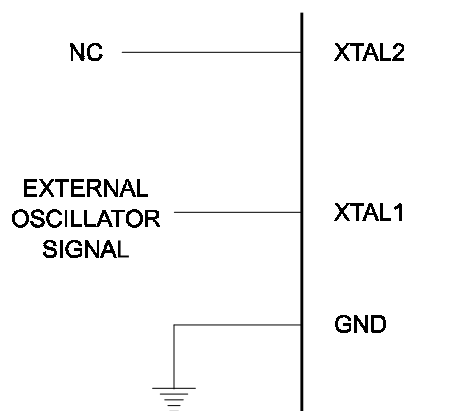 NC XTAL2
EXTERNAL
OSCILLATOR
SIGNAL
XTAL1
GND